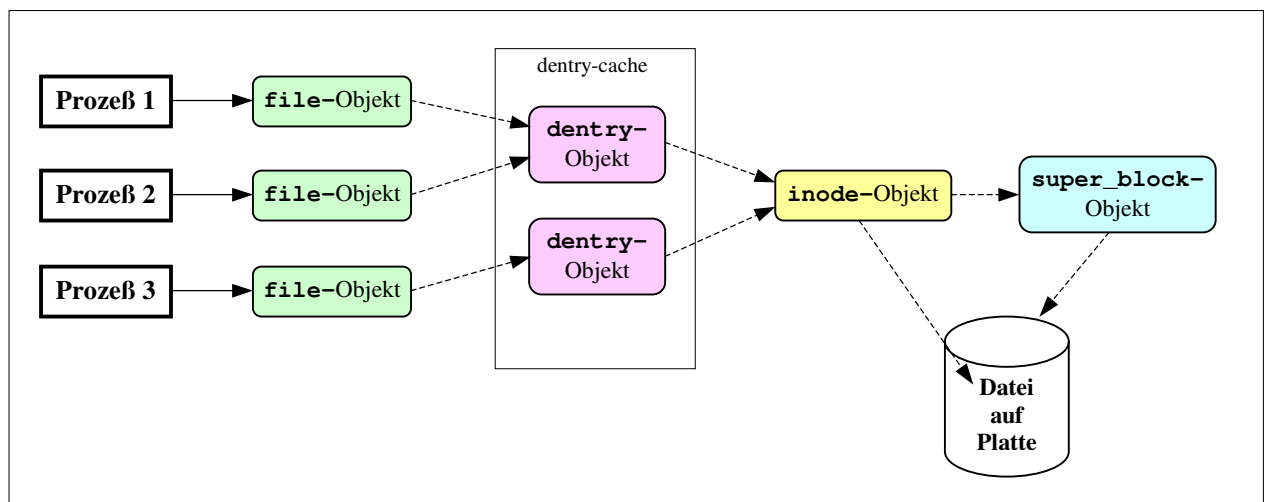 dentry-cache
Prozeß 1
file-Objekt
dentry-
Objekt
Prozeß 2
file-Objekt
inode-Objekt
super_block-
Objekt
dentry-
Objekt
Prozeß 3
file-Objekt
Datei
auf
Platte